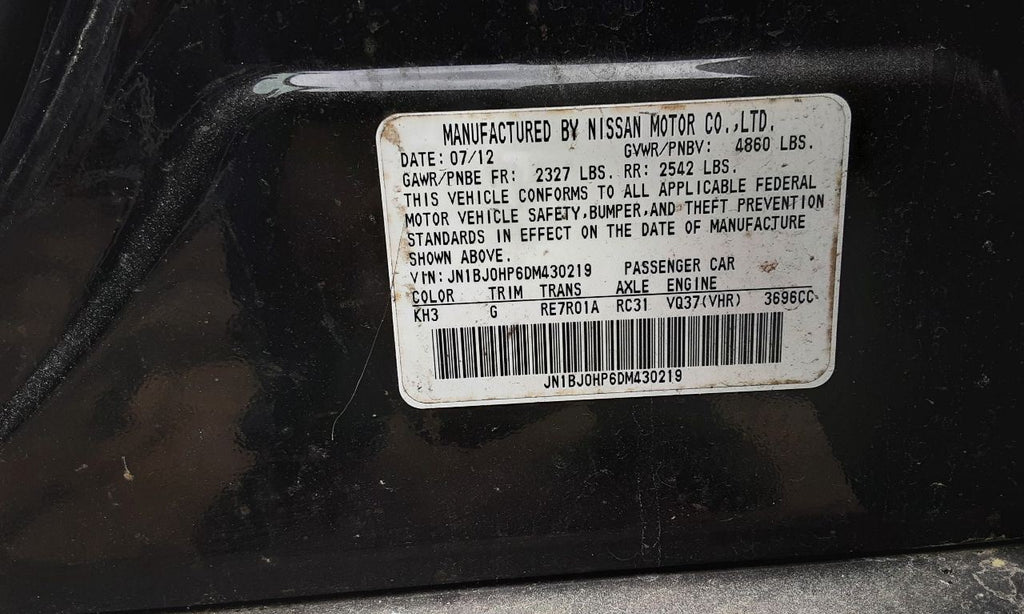 MANUFACTURED BY NISSAN MOTOR CO.,LTD.
DATE: 07/12 GVWR/PNBV: 4860 LBS.
GAWR/PNBE FR: 2327 LBS. RR: 2542 LBS.
THIS VEHICLE CONFORMS TO ALL APPLICABLE FEDERAL
MOTOR VEHICLE SAFETY,BUMPER,AND THEFT PREVENTION
STANDARDS IN EFFECT ON THE DATE OF MANUFACTURE
SHOWN ABOVE.
VIN: JN1BJ0HP6DM430219 PASSENGER CAR
COLOR TRIM TRANS AXLE ENGINE
KH3 G RE7R01A RC31 VQ37(VHR) 3696CC
JN1BJ0HP6DM430219